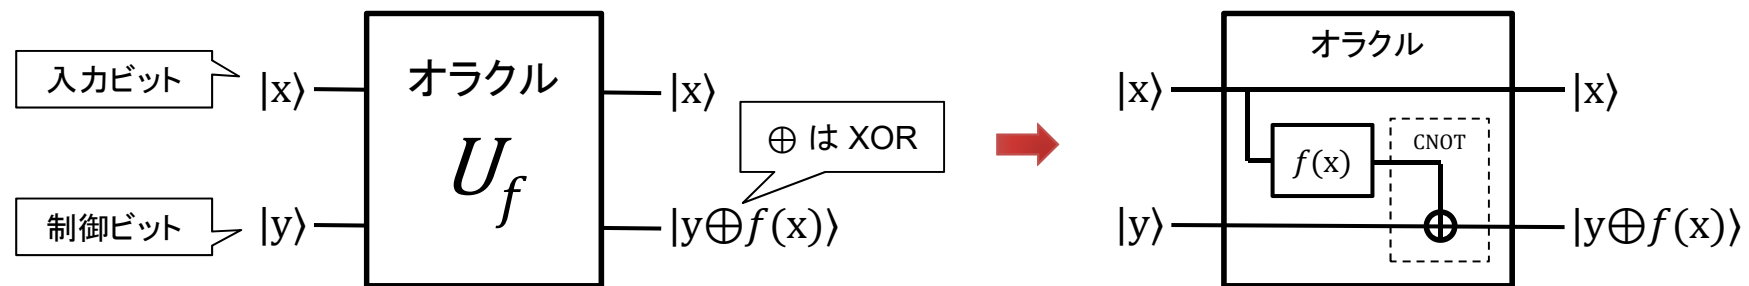 入力ビット
|x⟩
オラクル
U_f
|x⟩
⊕ は XOR
制御ビット
|y⟩
|y⊕f(x)⟩
オラクル
|x⟩
|x⟩
f(x)
CNOT
|y⟩
|y⊕f(x)⟩